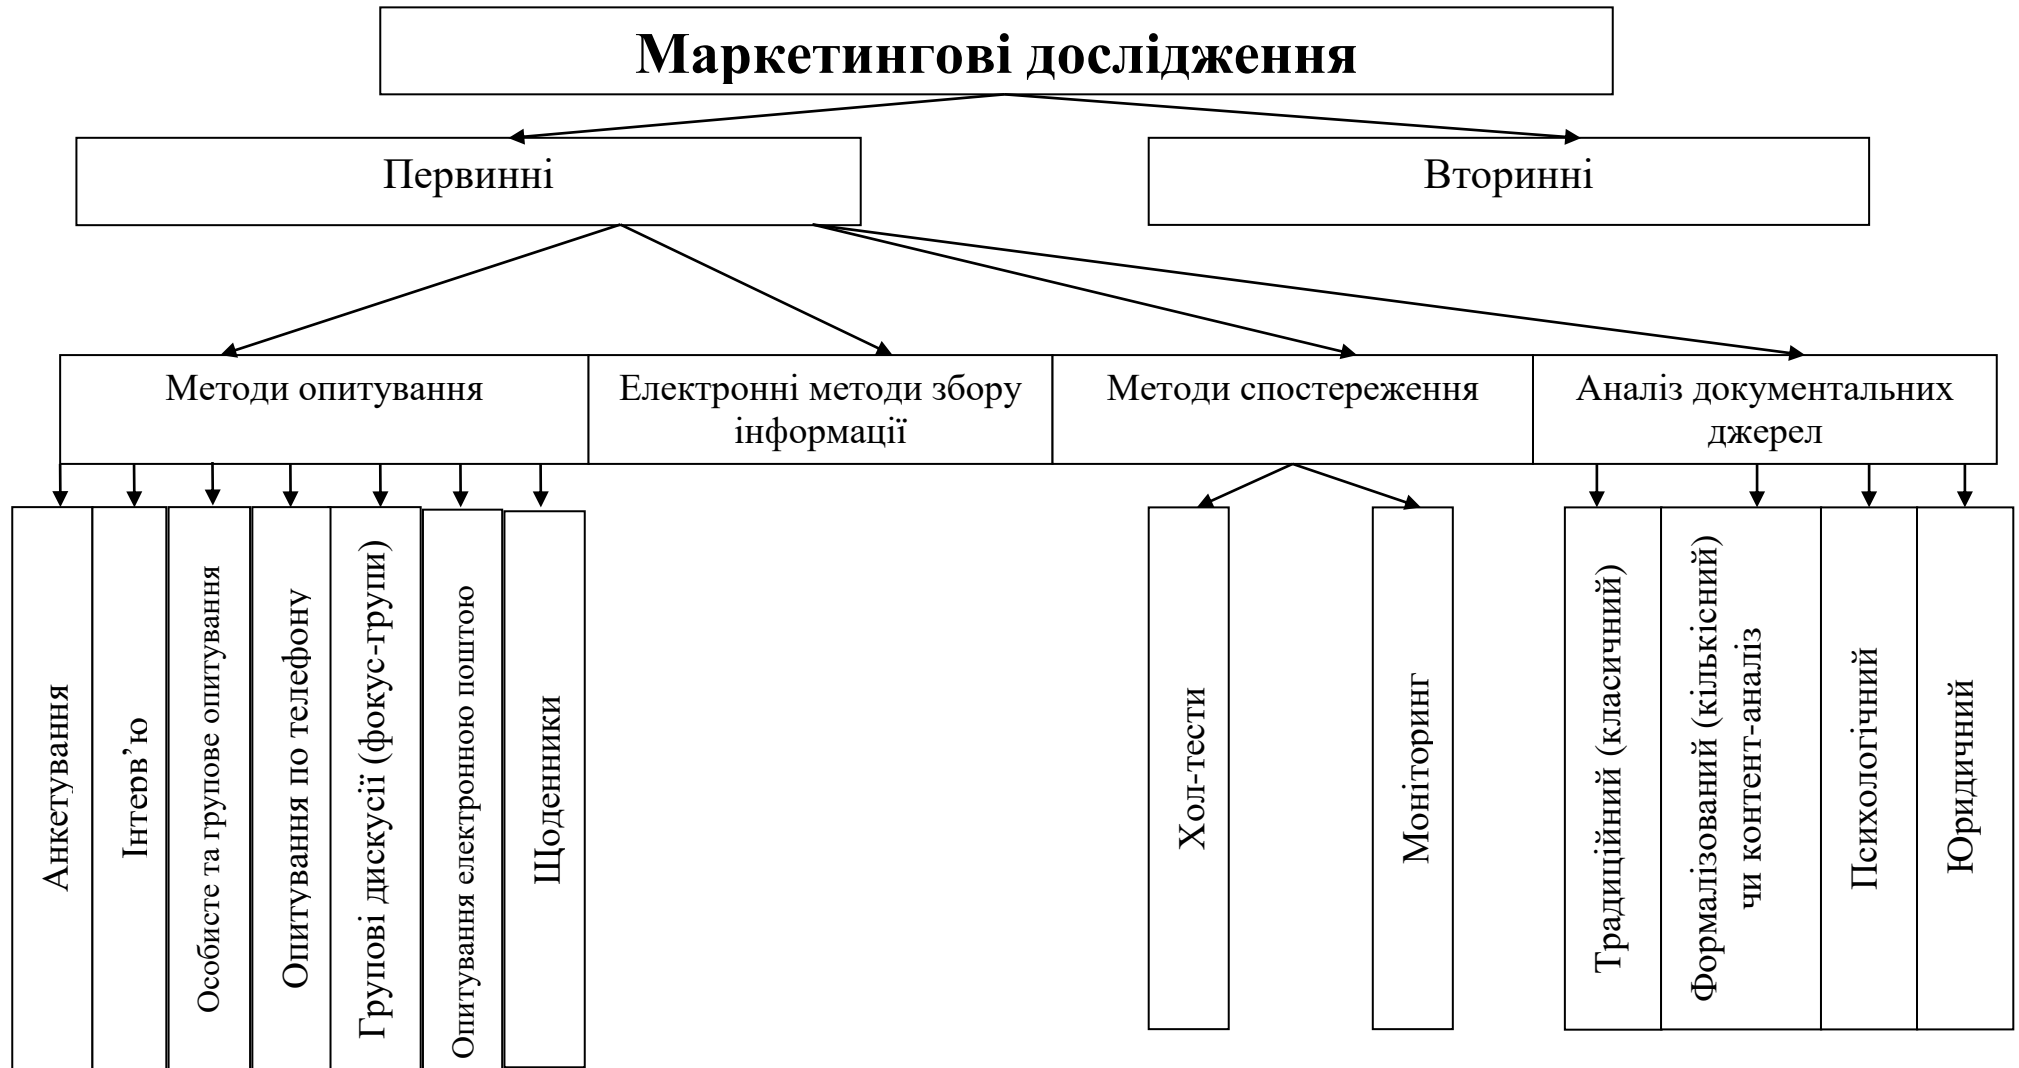 Маркетингові дослідження
Первинні
Вторинні
Методи опитування
Електронні методи збору
інформації
Методи спостереження
Аналіз документальних
джерел
Анкетування
Інтерв’ю
Особисте та групове опитування
Опитування по телефону
Групові дискусії (фокус-групи)
Опитування електронною поштою
Щоденники
Хол-тести
Моніторинг
Традиційний (класичний)
Формалізований (кількісний)
чи контент-аналіз
Психологічний
Юридичний